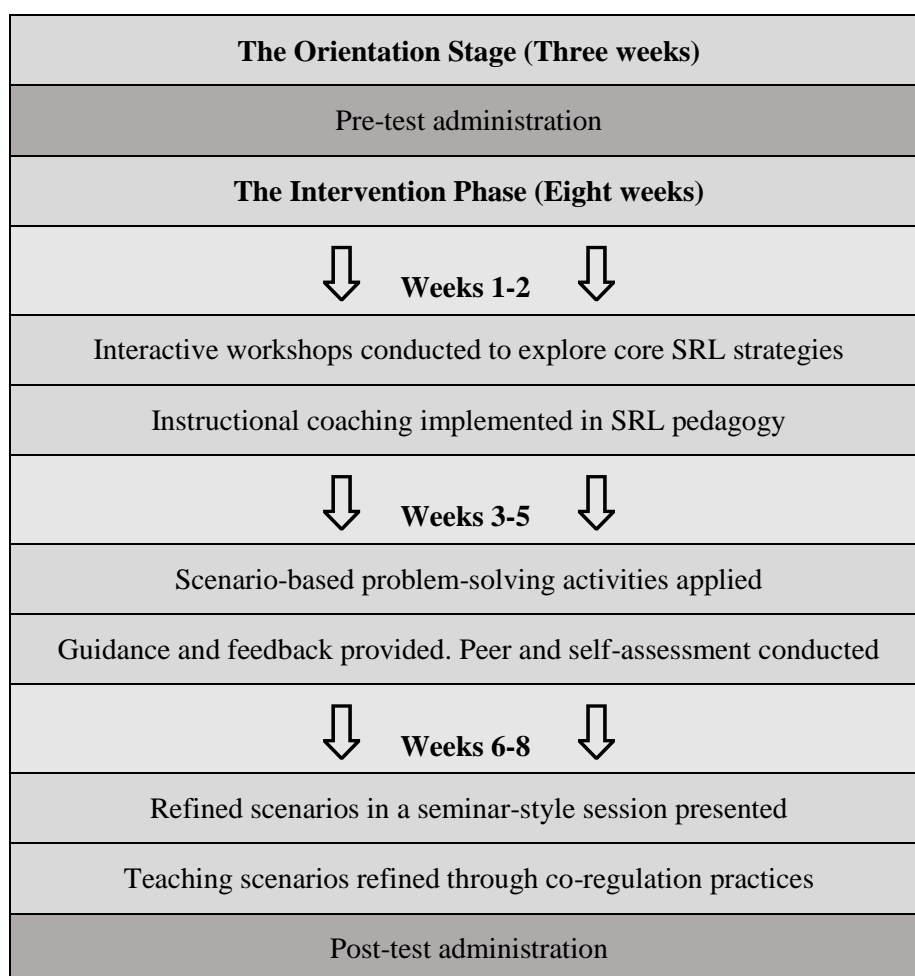 The Orientation Stage (Three weeks)
Pre-test administration
The Intervention Phase (Eight weeks)
Weeks 1-2
Interactive workshops conducted to explore core SRL strategies
Instructional coaching implemented in SRL pedagogy
Weeks 3-5
Scenario-based problem-solving activities applied
Guidance and feedback provided. Peer and self-assessment conducted
Weeks 6-8
Refined scenarios in a seminar-style session presented
Teaching scenarios refined through co-regulation practices
Post-test administration